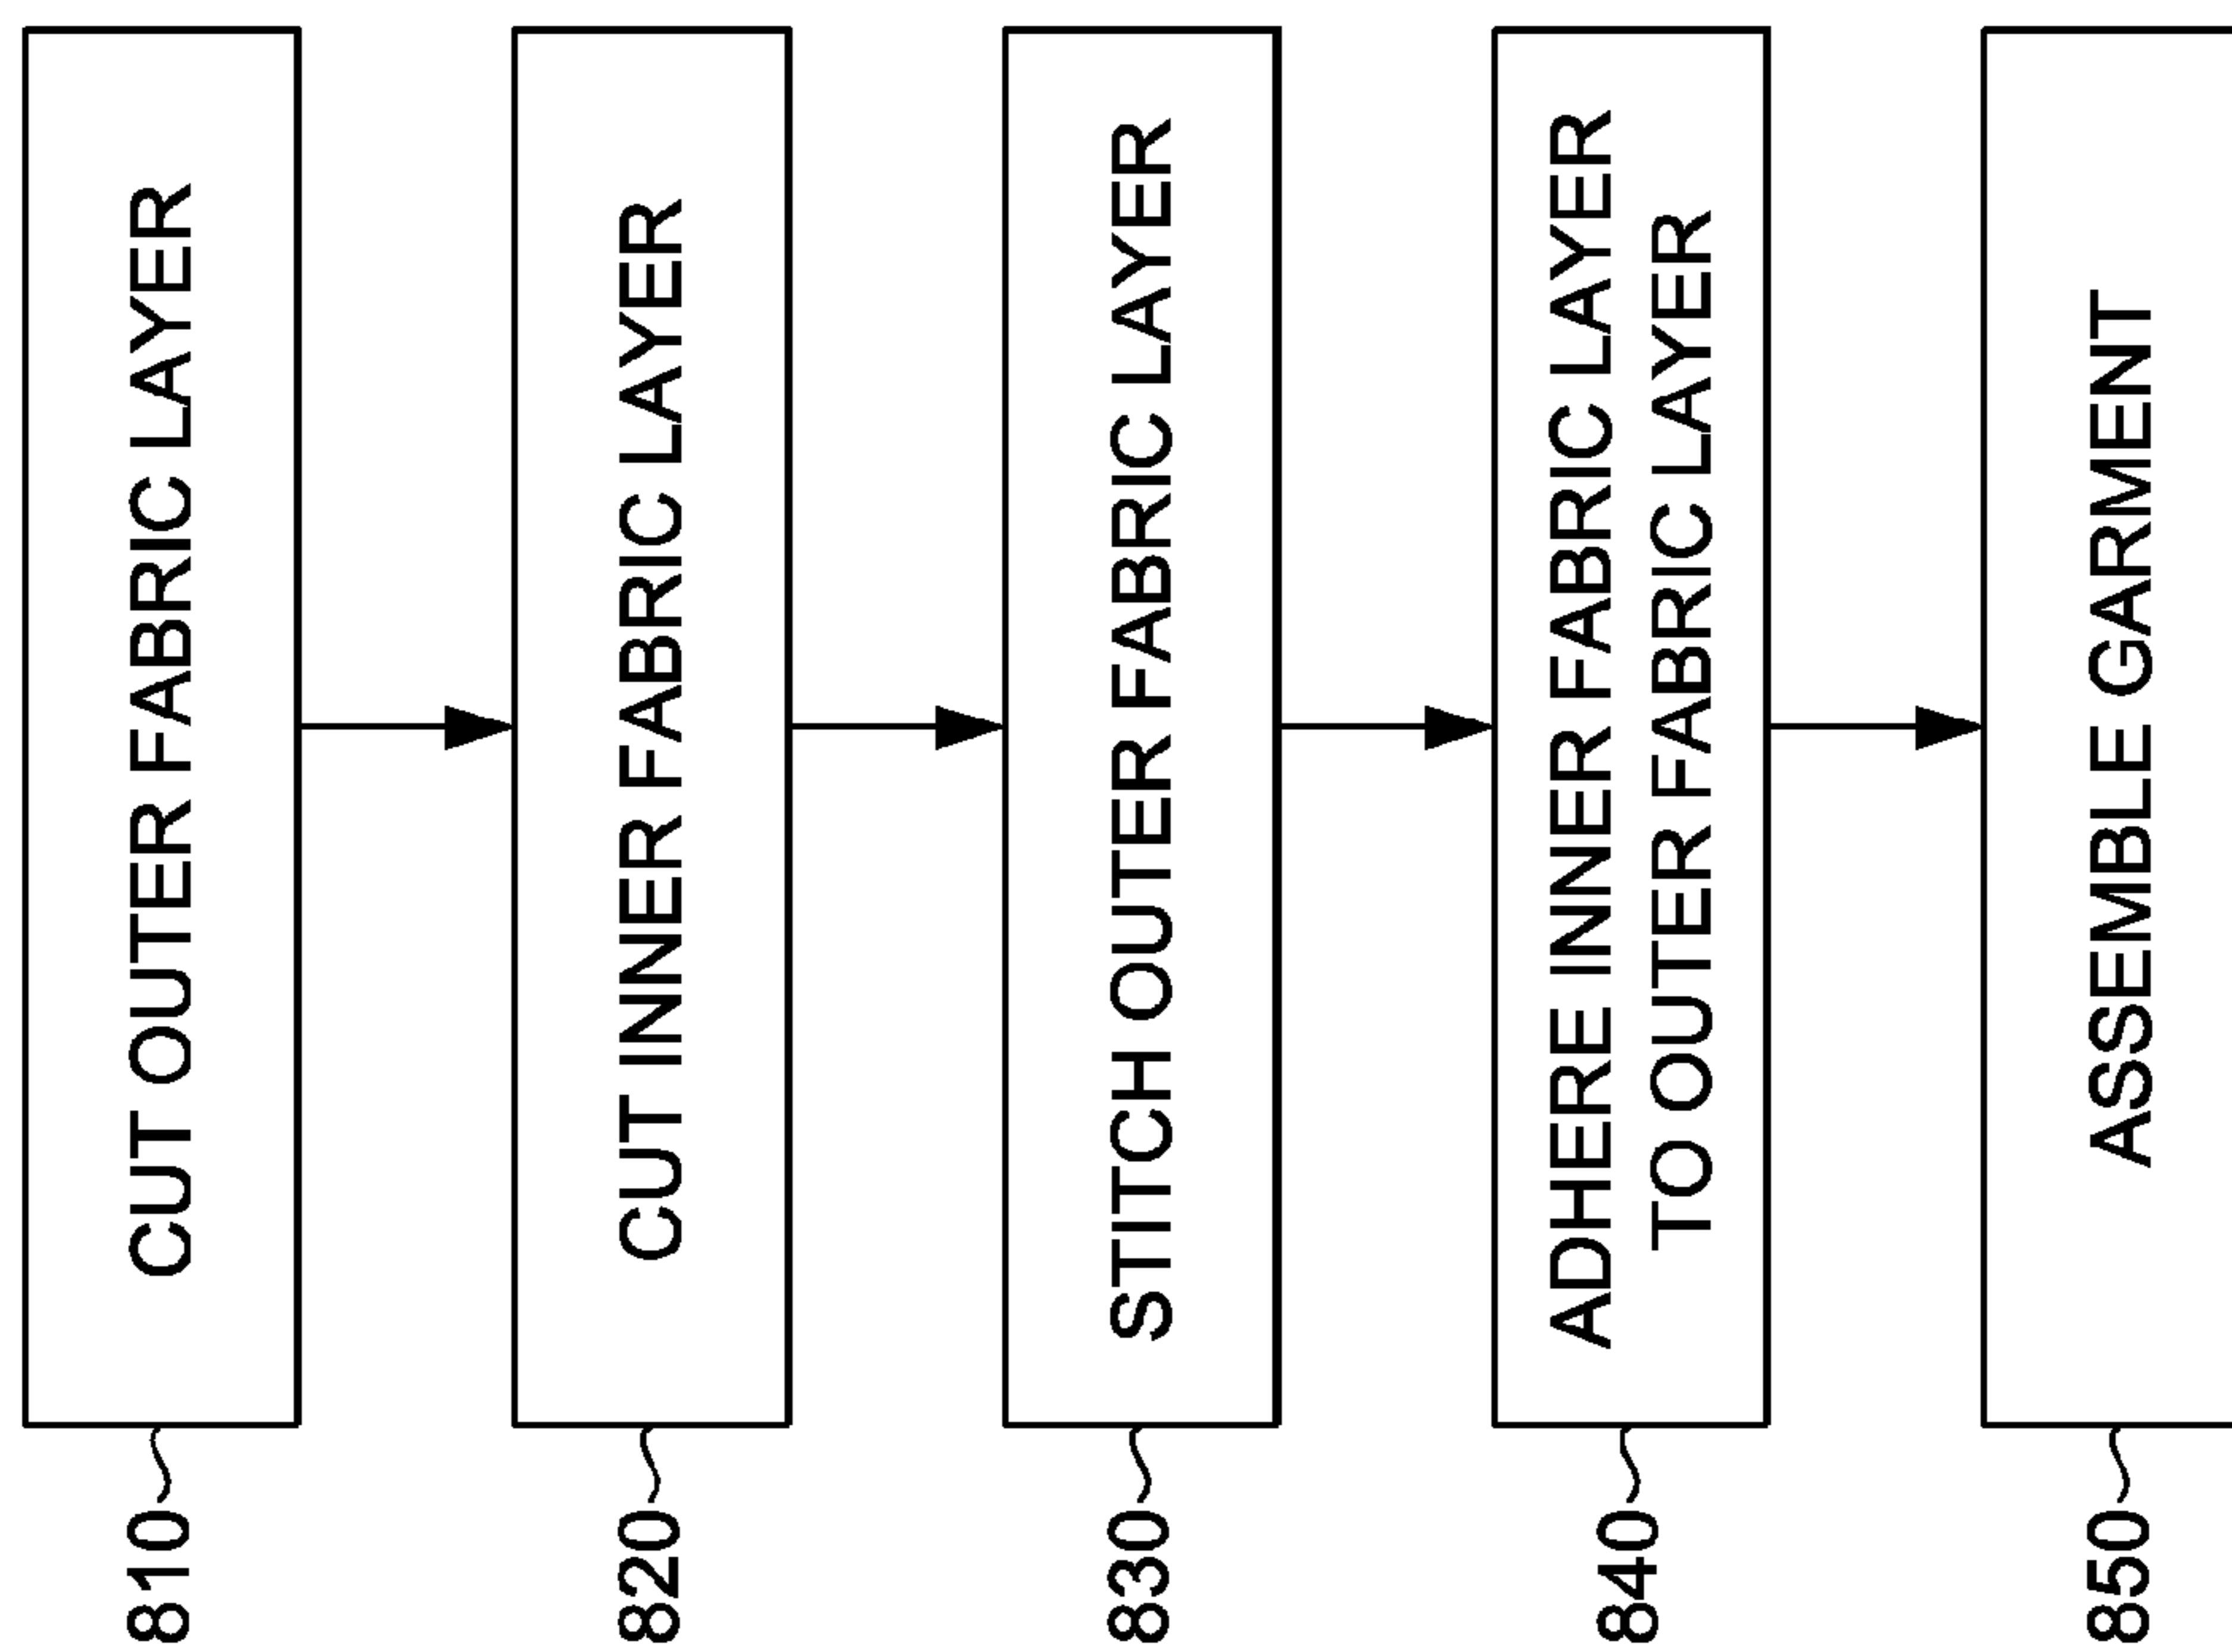 810
CUT OUTER FABRIC LAYER
820
CUT INNER FABRIC LAYER
830
STITCH OUTER FABRIC LAYER
840
ADHERE INNER FABRIC LAYER
TO OUTER FABRIC LAYER
850
ASSEMBLE GARMENT